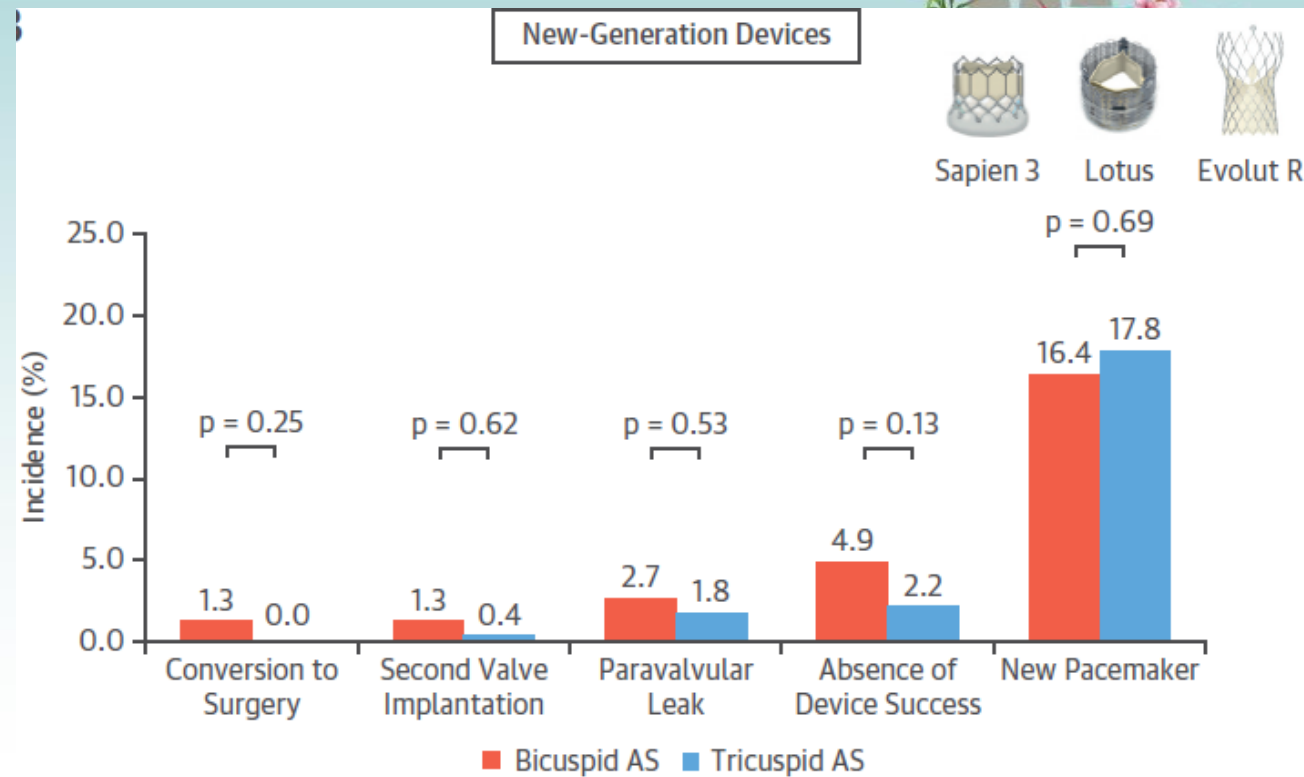 New-Generation Devices
Sapien 3
Lotus
Evolut R
Incidence (%)
25.0
20.0
15.0
10.0
5.0
0.0
p = 0.25
p = 0.62
p = 0.53
p = 0.13
p = 0.69
1.3
0.0
1.3
0.4
2.7
1.8
4.9
2.2
16.4
17.8
Conversion to
Surgery
Second Valve
Implantation
Paravalvular
Leak
Absence of
Device Success
New Pacemaker
Bicuspid AS
Tricuspid AS